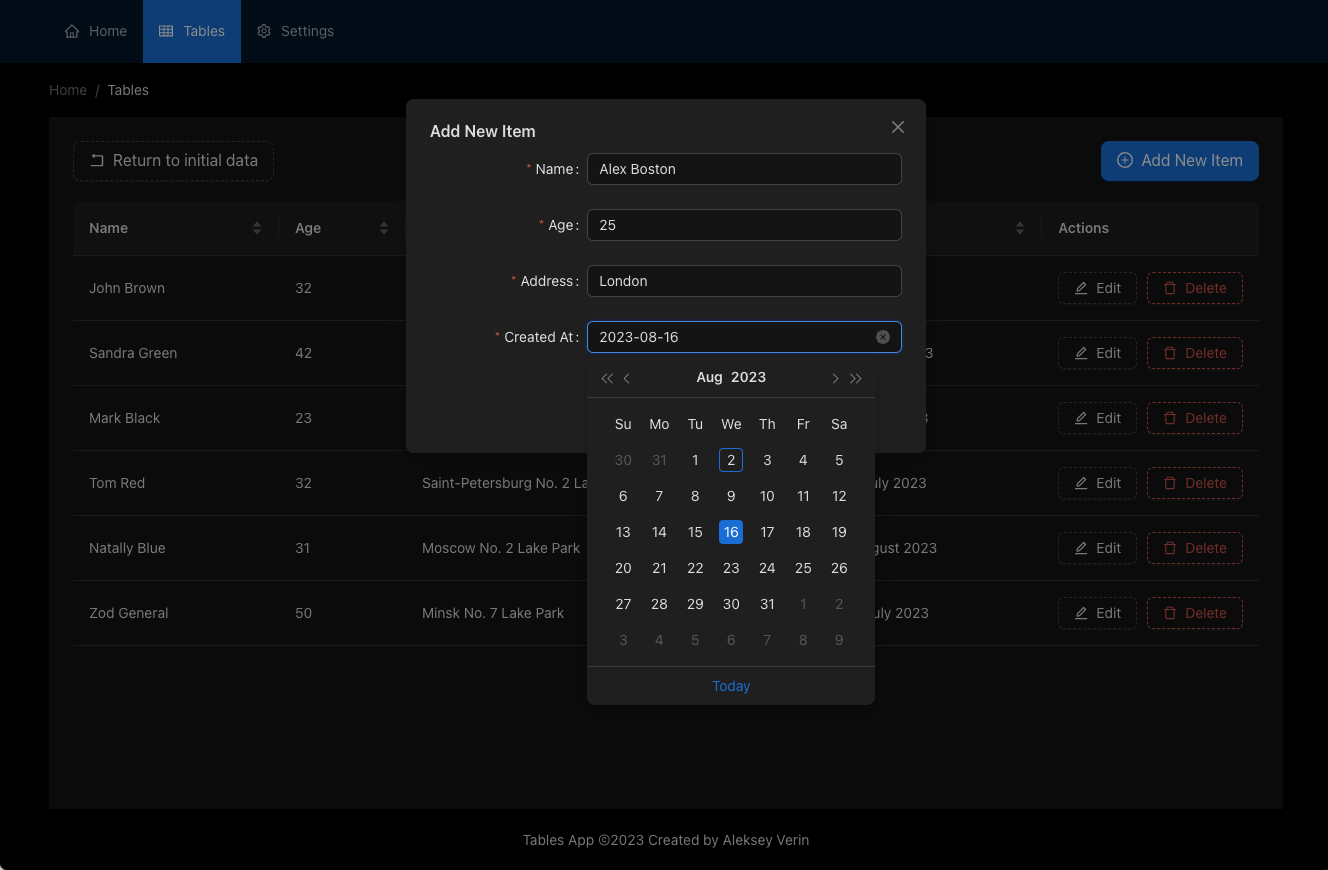 Home Tables Settings
Home / Tables
Return to initial data
Add New Item
Name Age Actions
John Brown 32 Edit Delete
Sandra Green 42 Edit Delete
Mark Black 23 Edit Delete
Tom Red 32 Saint-Petersburg No. 2 2023 Edit Delete
Natally Blue 31 Moscow No. 2 Lake Park 2023 Edit Delete
Zod General 50 Minsk No. 7 Lake Park 2023 Edit Delete
Add New Item
* Name: Alex Boston
* Age: 25
* Address: London
* Created At: 2023-08-16
Aug 2023
Su Mo Tu We Th Fr Sa
30 31 1 2 3 4 5
6 7 8 9 10 11 12
13 14 15 16 17 18 19
20 21 22 23 24 25 26
27 28 29 30 31 1 2
3 4 5 6 7 8 9
Today
Tables App ©2023 Created by Aleksey Verin